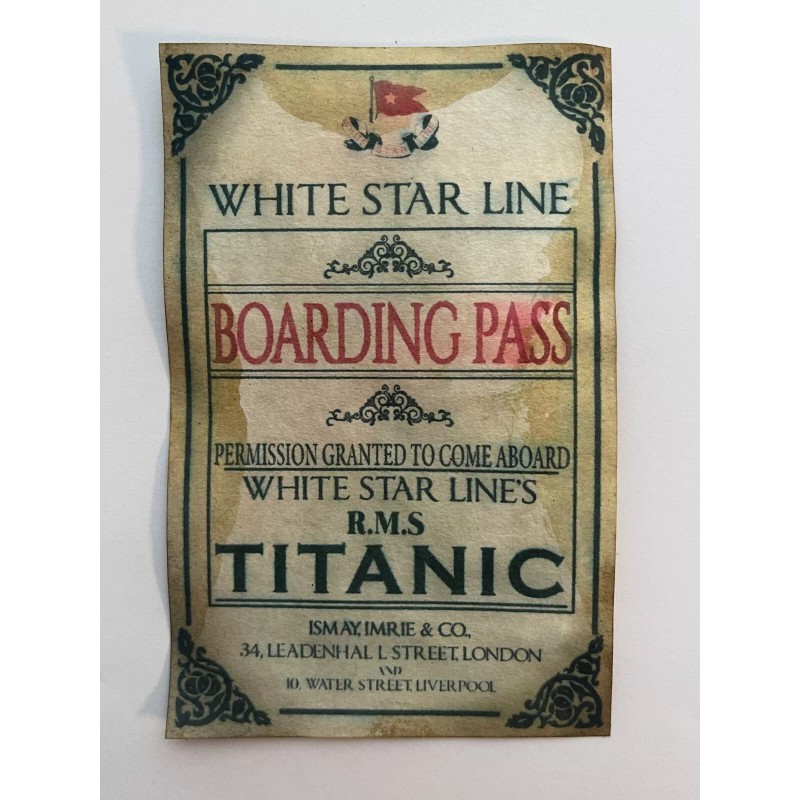 WHITE STAR LINE
BOARDING PASS
PERMISSION GRANTED TO COME ABOARD
WHITE STAR LINE'S
R.M.S
TITANIC
ISMAY, IMRIE & CO.,
34, LEADENHAL L STREET, LONDON
AND
10, WATER STREET, LIVERPOOL